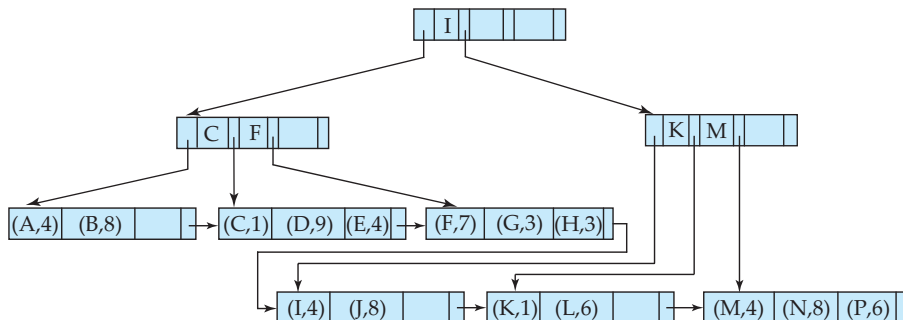 I
C F
K M
(A,4) (B,8) (C,1) (D,9) (E,4) (F,7) (G,3) (H,3)
(I,4) (J,8) (K,1) (L,6) (M,4) (N,8) (P,6)